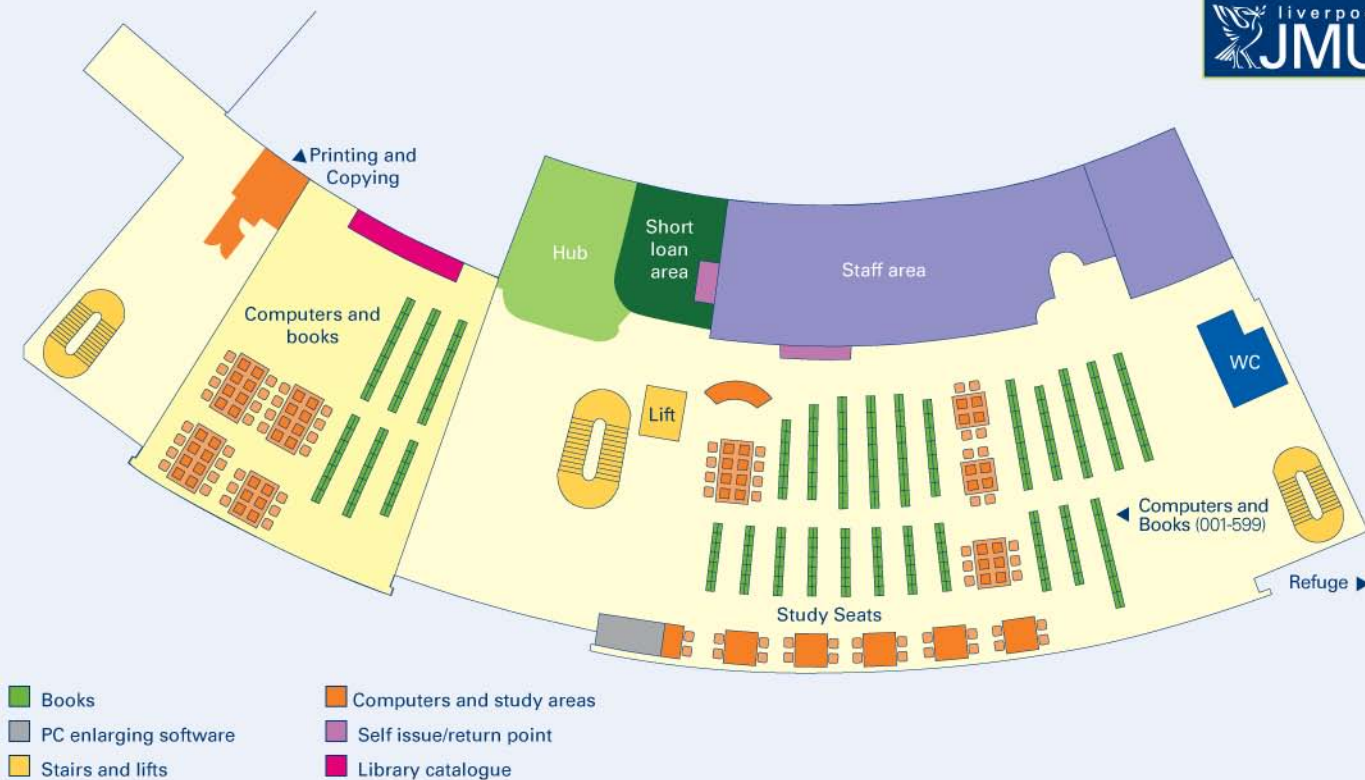 liverpo
JMU
Printing and
Copying
Hub
Short
loan
area
Staff area
Computers and
books
WC
Lift
Computers and
Books (001-599)
Refuge
Study Seats
Books
Computers and study areas
PC enlarging software
Self issue/return point
Stairs and lifts
Library catalogue